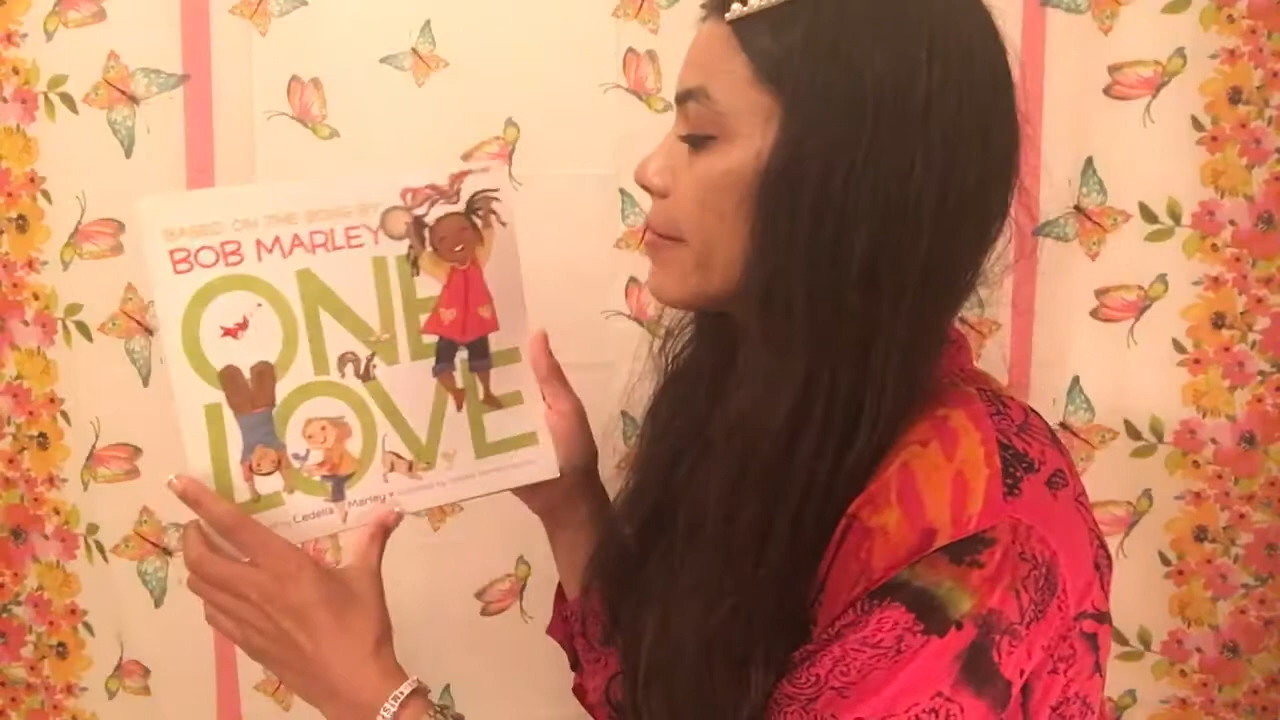 BASED ON THE SONG BY
BOB MARLEY
ONE
LOVE
Cedella Marley